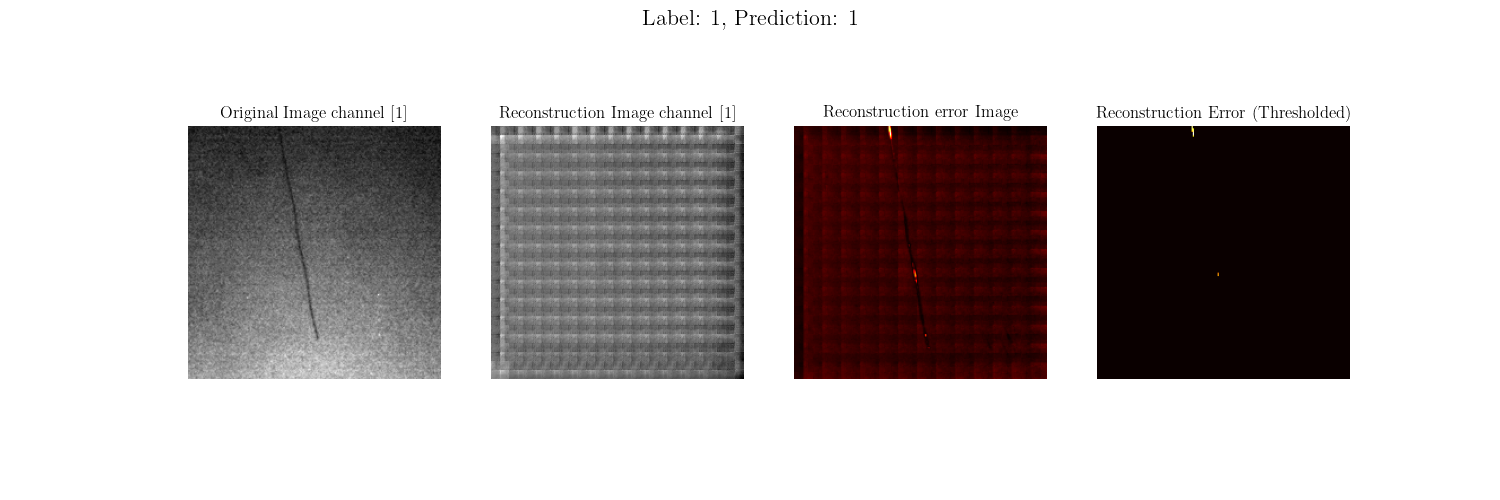 Label: 1, Prediction: 1
Original Image channel [1]
Reconstruction Image channel [1]
Reconstruction error Image
Reconstruction Error (Thresholded)